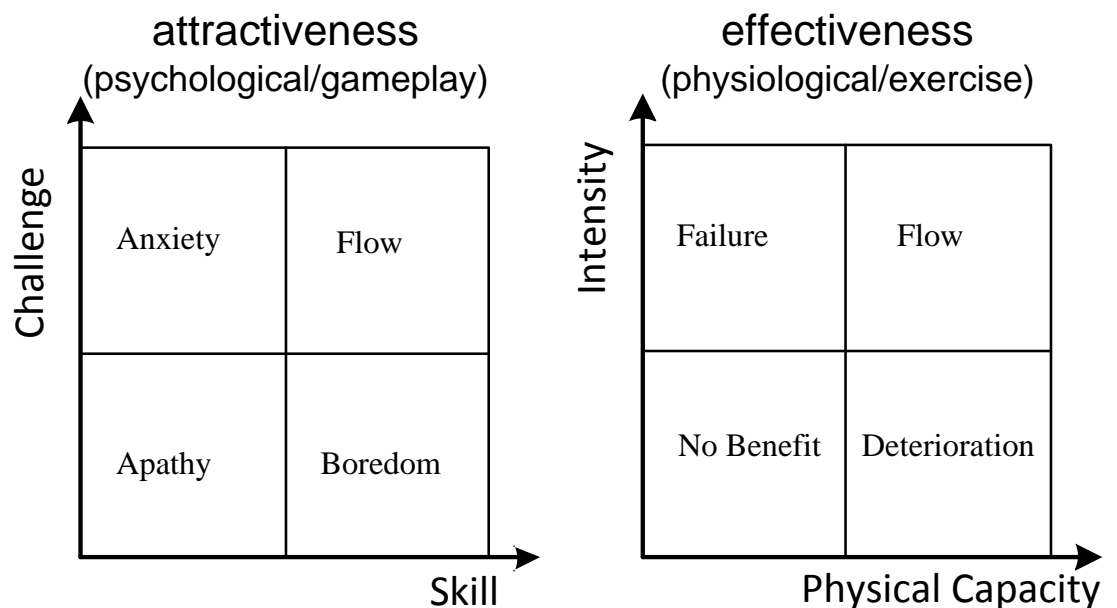 attractiveness
(psychological/gameplay)
Challenge
Anxiety
Flow
Apathy
Boredom
Skill
effectiveness
(physiological/exercise)
Intensity
Failure
Flow
No Benefit
Deterioration
Physical Capacity